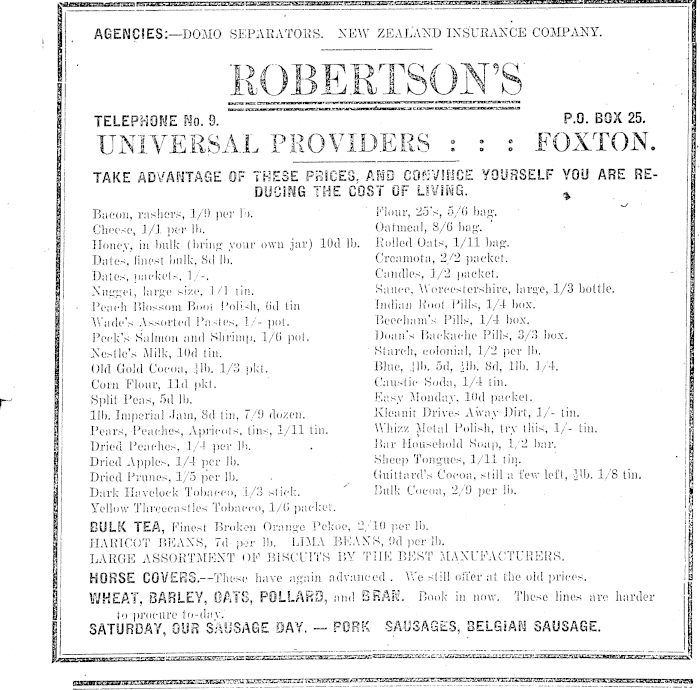 AGENCIES:—DOMO SEPARATORS. NEW ZEALAND INSURANCE COMPANY.
ROBERTSON'S
TELEPHONE No. 9. P.O. BOX 25.
UNIVERSAL PROVIDERS : : : FOXTON.
TAKE ADVANTAGE OF THESE PRICES, AND CONVINCE YOURSELF YOU ARE RE-
DUCING THE COST OF LIVING.
Bacon, rashers, 1/9 per lb.
Cheese, 1/1 per lb.
Honey, in bulk (bring your own jar) 10d lb.
Dates, finest bulk, 8d lb.
Dates, packets, 1/-.
Nugget, large size, 1/1 tin.
Peach Blossom Boot Polish, 6d tin
Wade's Assorted Pastes, 1/- pot.
Peck's Salmon and Shrimp, 1/6 pot.
Nestle's Milk, 10d tin.
Old Gold Cocoa, lb. 1/3 pkt.
Corn Flour, 11d pkt.
Split Peas, 5d lb.
1lb. Imperial Jam, 8d tin, 7/9 dozen.
Pears, Peaches, Apricots, tins, 1/11 tin.
Dried Peaches, 1/4 per lb.
Dried Apples, 1/4 per lb.
Dried Prunes, 1/5 per lb.
Dark Havelock Tobacco, 1/3 stick.
Yellow Threecastles Tobacco, 1/6 packet.
Flour, 25's, 5/6 bag.
Oatmeal, 8/6 bag.
Rolled Oats, 1/11 bag.
Creamota, 2/2 packet.
Candles, 1/2 packet.
Sauce, Worcestershire, large, 1/3 bottle.
Indian Root Pills, 1/4 box.
Beecham's Pills, 1/4 box.
Doan's Backache Pills, 3/3 box.
Starch, colonial, 1/2 per lb.
Blue, lb. 5d, lb. 8d, 1lb. 1/4.
Caustic Soda, 1/4 tin.
Easy Monday, 10d packet.
Kleanit Drives Away Dirt, 1/- tin.
Whizz Metal Polish, try this, 1/- tin.
Bar Household Soap, 1/2 bar.
Sheep Tongues, 1/11 tin.
Guittard's Cocoa, still a few left, lb. 1/8 tin.
Bulk Cocoa, 2/9 per lb.
BULK TEA, Finest Broken Orange Pekoe, 2/10 per lb.
HARICOT BEANS, 7d per lb. LIMA BEANS, 9d per lb.
LARGE ASSORTMENT OF BISCUITS BY THE BEST MANUFACTURERS.
HORSE COVERS.--These have again advanced. We still offer at the old prices.
WHEAT, BARLEY, OATS, POLLARD, and BRAN. Book in now. These lines are harder
to procure to-day.
SATURDAY, OUR SAUSAGE DAY. — PORK SAUSAGES, BELGIAN SAUSAGE.